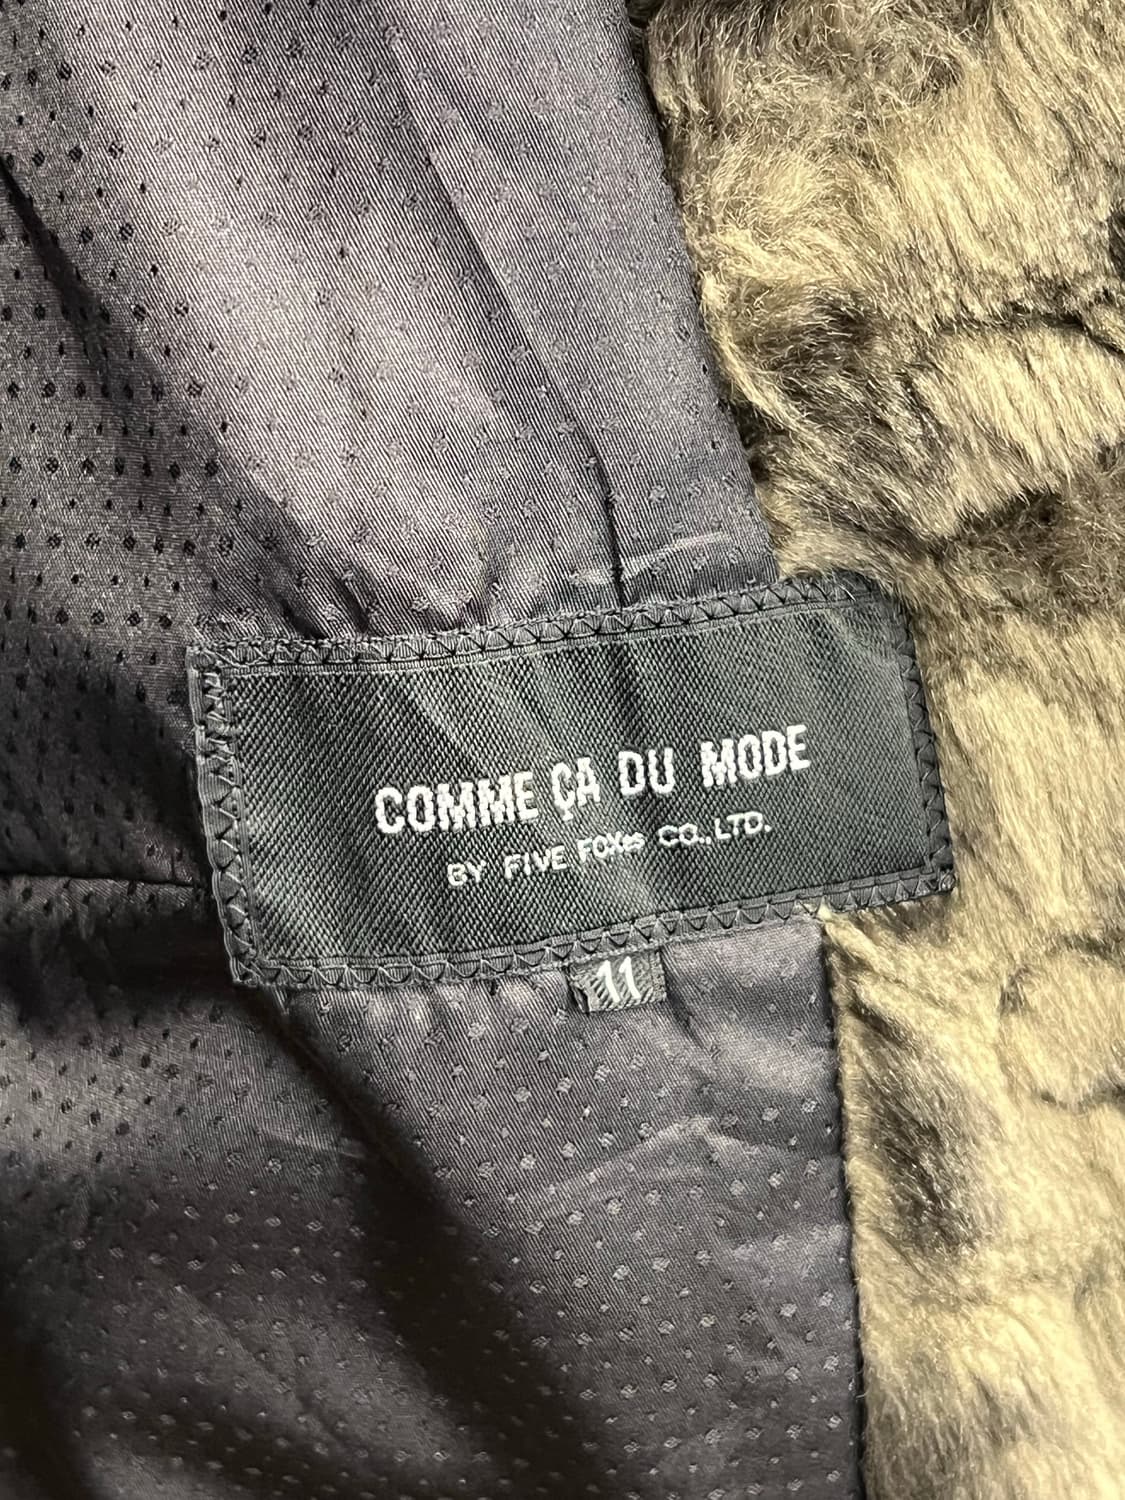 COMME ÇA DU MODE
BY FIVE FOXes CO., LTD.
11